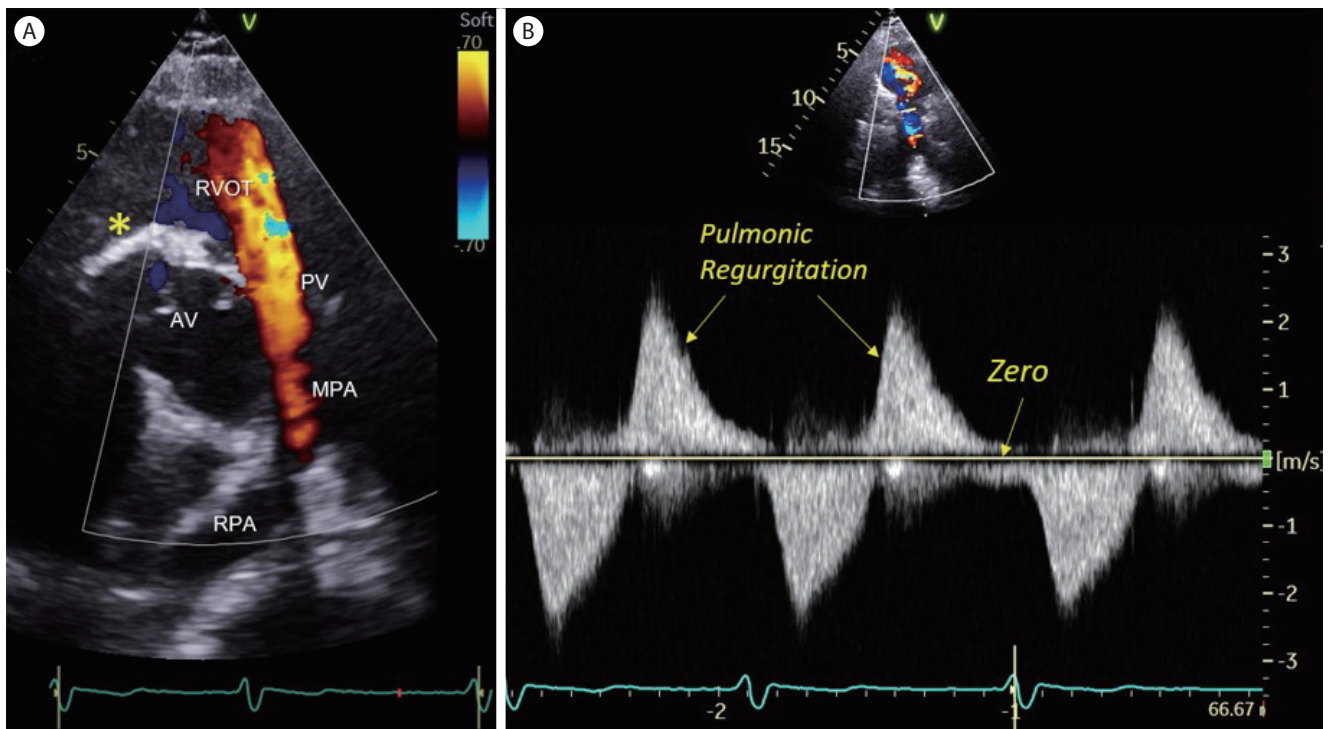 A
V
Soft
.70
5
RVOT
*
-.70
PV
AV
MPA
RPA
B
V
5
10
15
Pulmonic
Regurgitation
Zero
3
2
1
[m/s]
-1
-2
-3
-2
-1
66.67